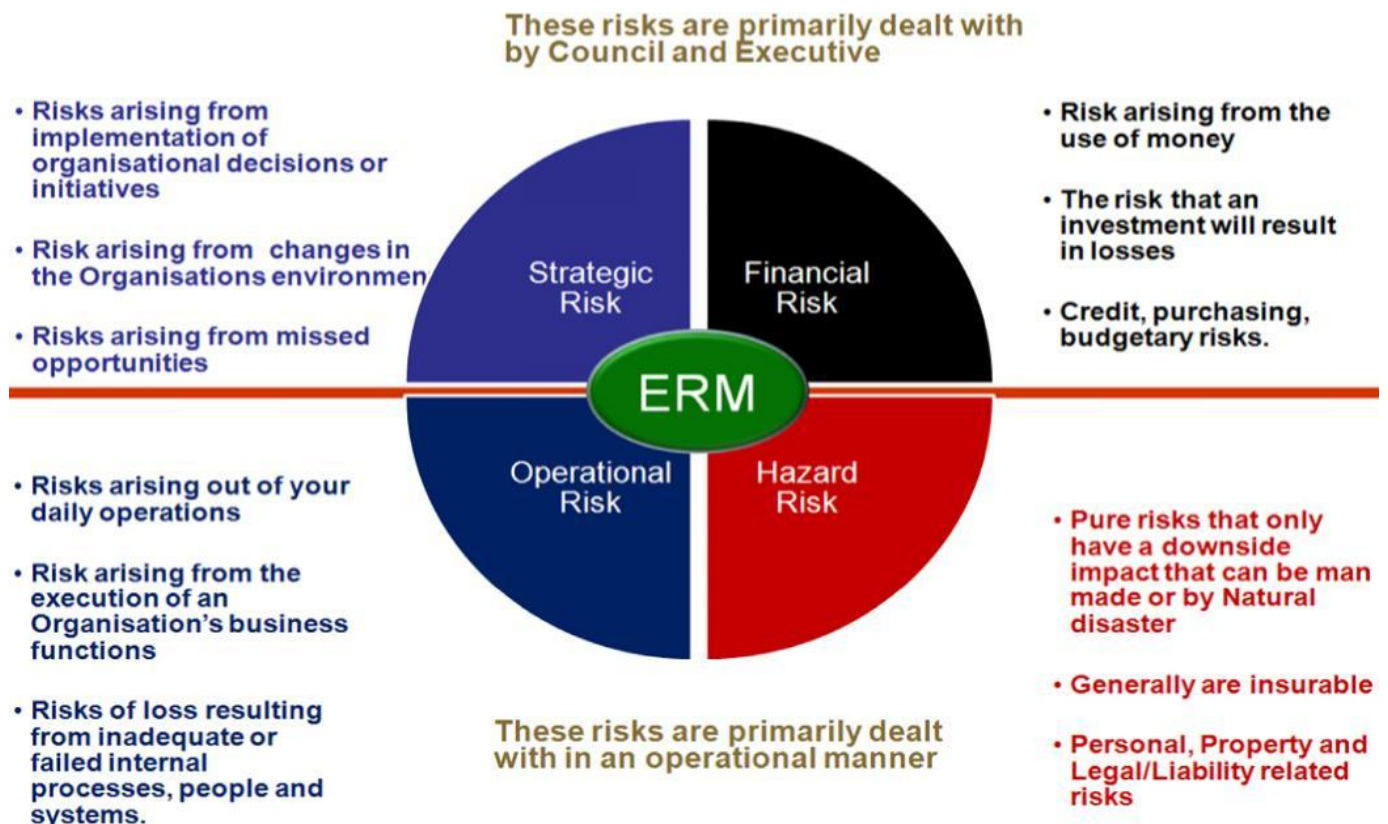 These risks are primarily dealt with
by Council and Executive
• Risks arising from
implementation of
organisational decisions or
initiatives
• Risk arising from changes in
the Organisations environmen
• Risks arising from missed
opportunities
Strategic
Risk
Financial
Risk
• Risk arising from the
use of money
• The risk that an
investment will result
in losses
• Credit, purchasing,
budgetary risks.
ERM
• Risks arising out of your
daily operations
• Risk arising from the
execution of an
Organisation's business
functions
• Risks of loss resulting
from inadequate or
failed internal
processes, people and
systems.
Operational
Risk
Hazard
Risk
• Pure risks that only
have a downside
impact that can be man
made or by Natural
disaster
• Generally are insurable
• Personal, Property and
Legal/Liability related
risks
These risks are primarily dealt
with in an operational manner